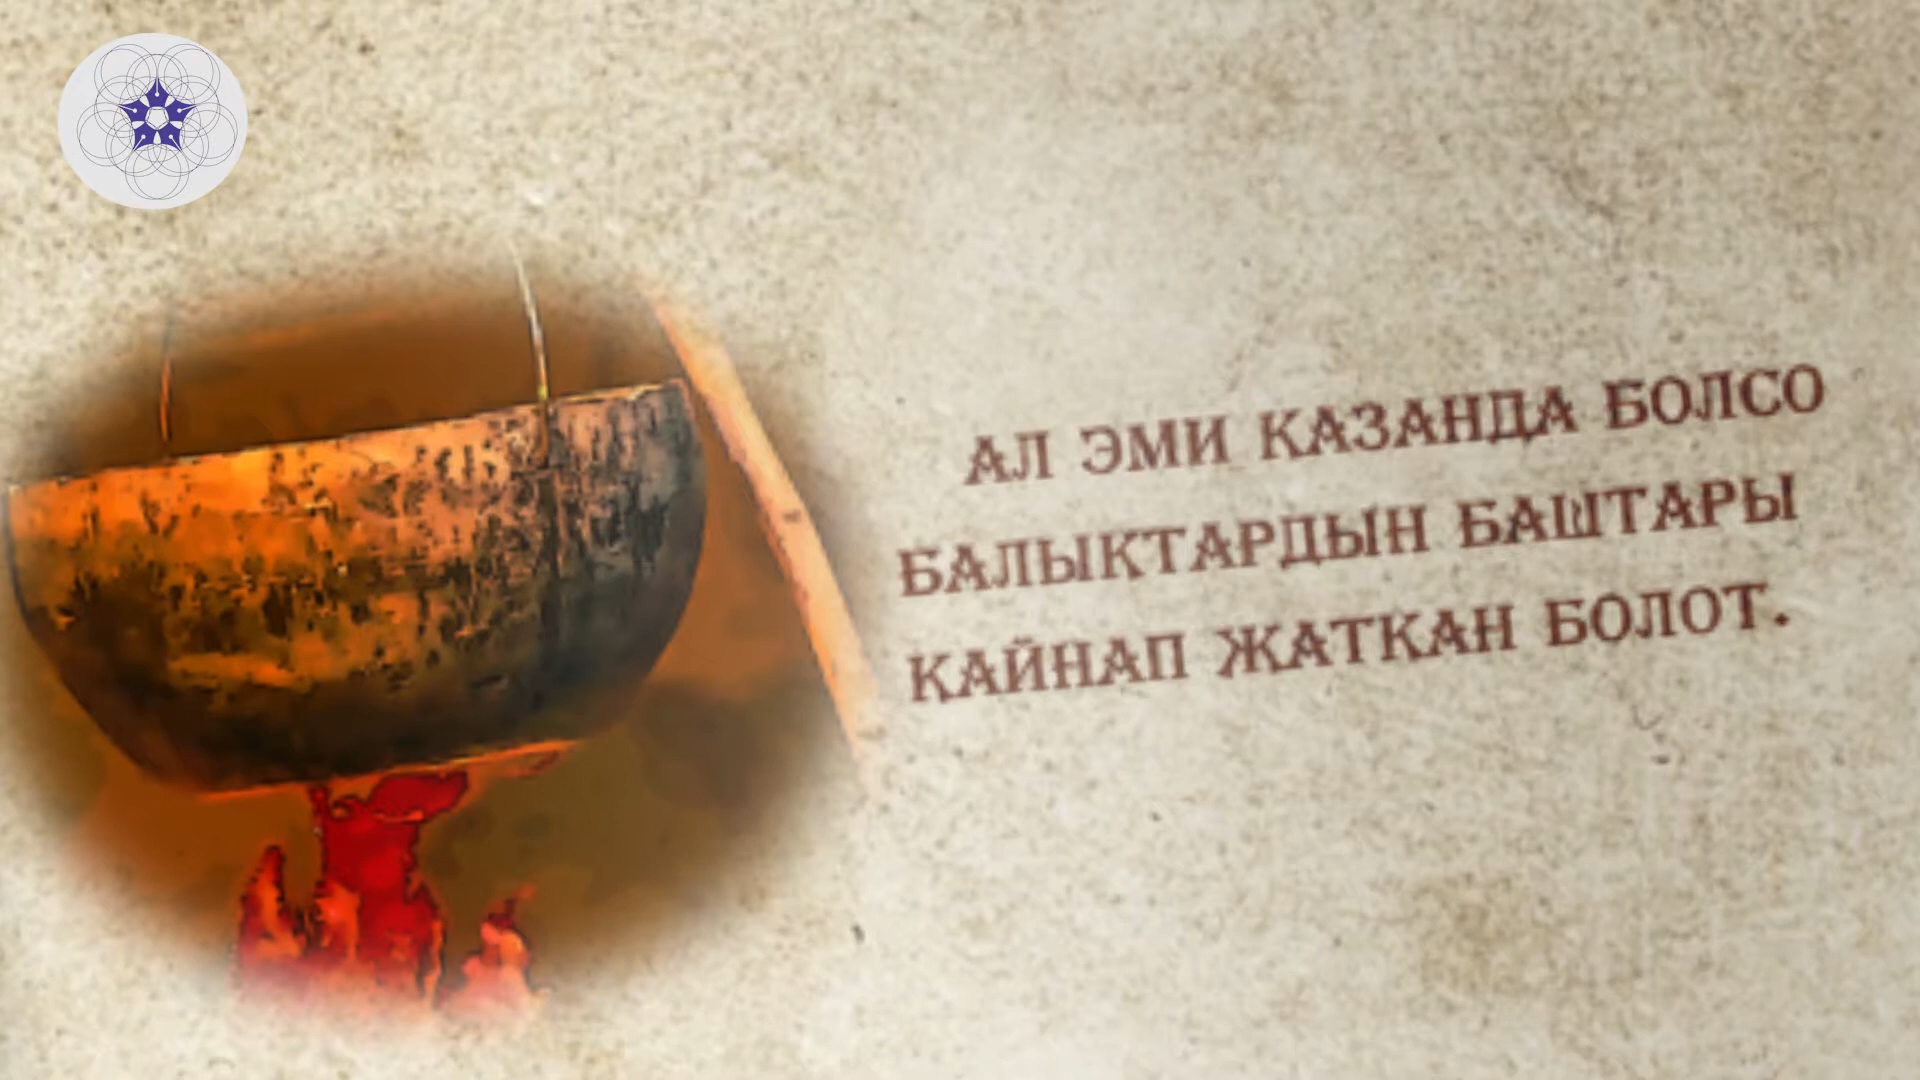 АЛ ЭМИ КАЗАНДА БОЛСО
БАЛЫКТАРДЫН БАШТАРЫ
КАЙНАП ЖАТКАН БОЛОТ.